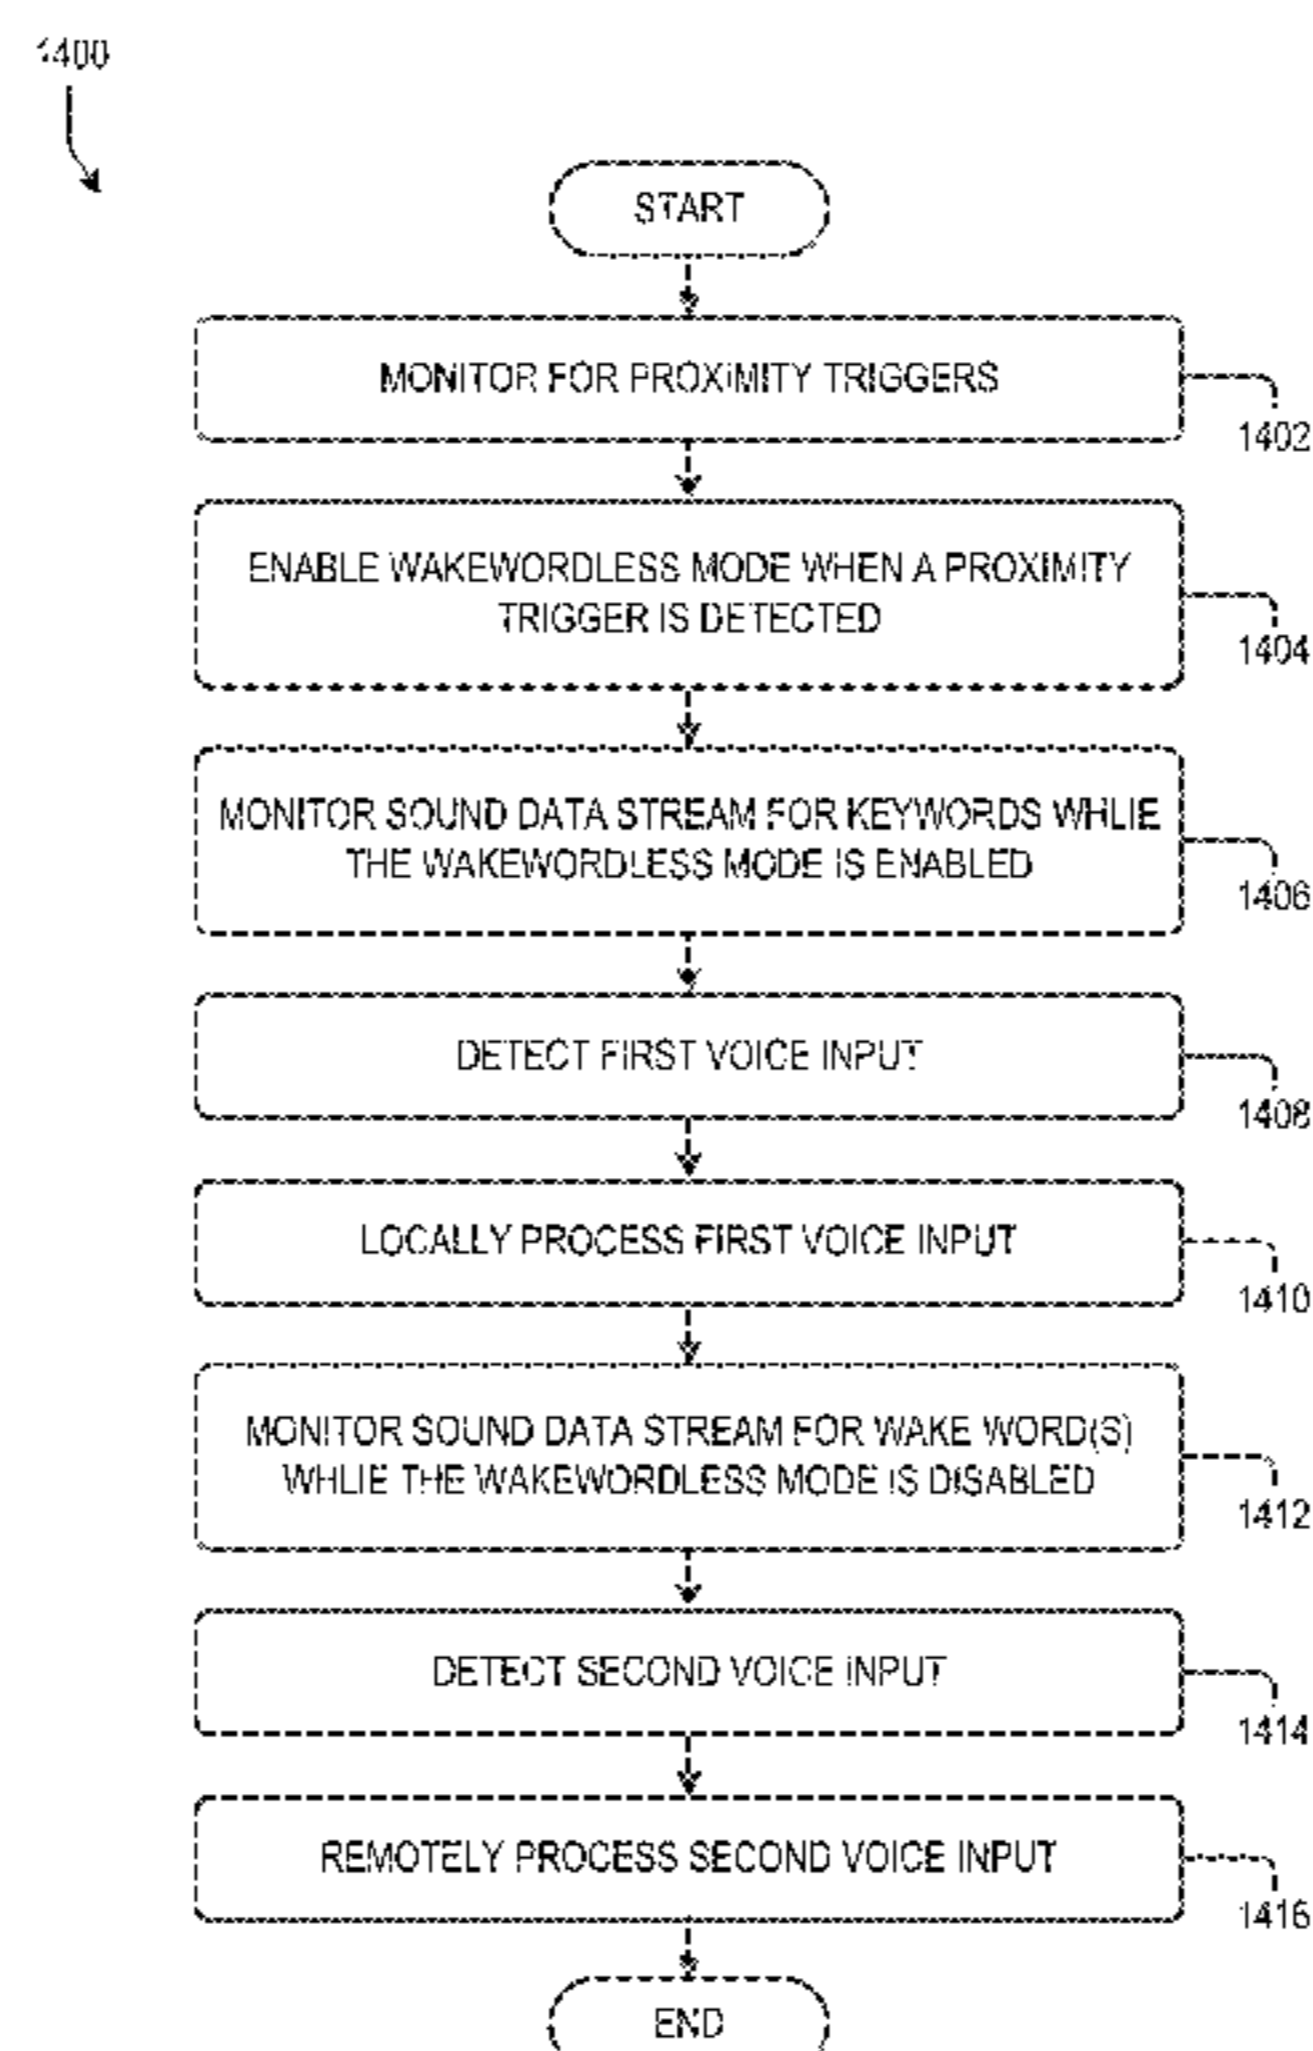 1400
START
MONITOR FOR PROXIMITY TRIGGERS
1402
ENABLE WAKEWORDLESS MODE WHEN A PROXIMITY
TRIGGER IS DETECTED
1404
MONITOR SOUND DATA STREAM FOR KEYWORDS WHLIE
THE WAKEWORDLESS MODE IS ENABLED
1406
DETECT FIRST VOICE INPUT
1408
LOCALLY PROCESS FIRST VOICE INPUT
1410
MONITOR SOUND DATA STREAM FOR WAKE WORD(S)
WHLIE THE WAKEWORDLESS MODE IS DISABLED
1412
DETECT SECOND VOICE INPUT
1414
REMOTELY PROCESS SECOND VOICE INPUT
1416
END